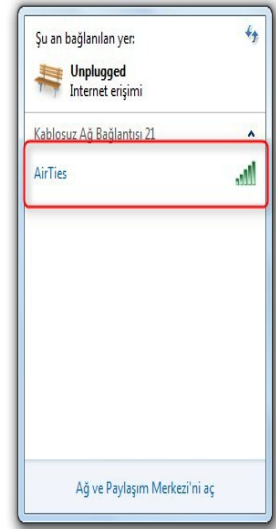 Şu an bağlanılan yer:
Unplugged
Internet erişimi
Kablosuz Ağ Bağlantısı 21
AirTies
Ağ ve Paylaşım Merkezi'ni aç